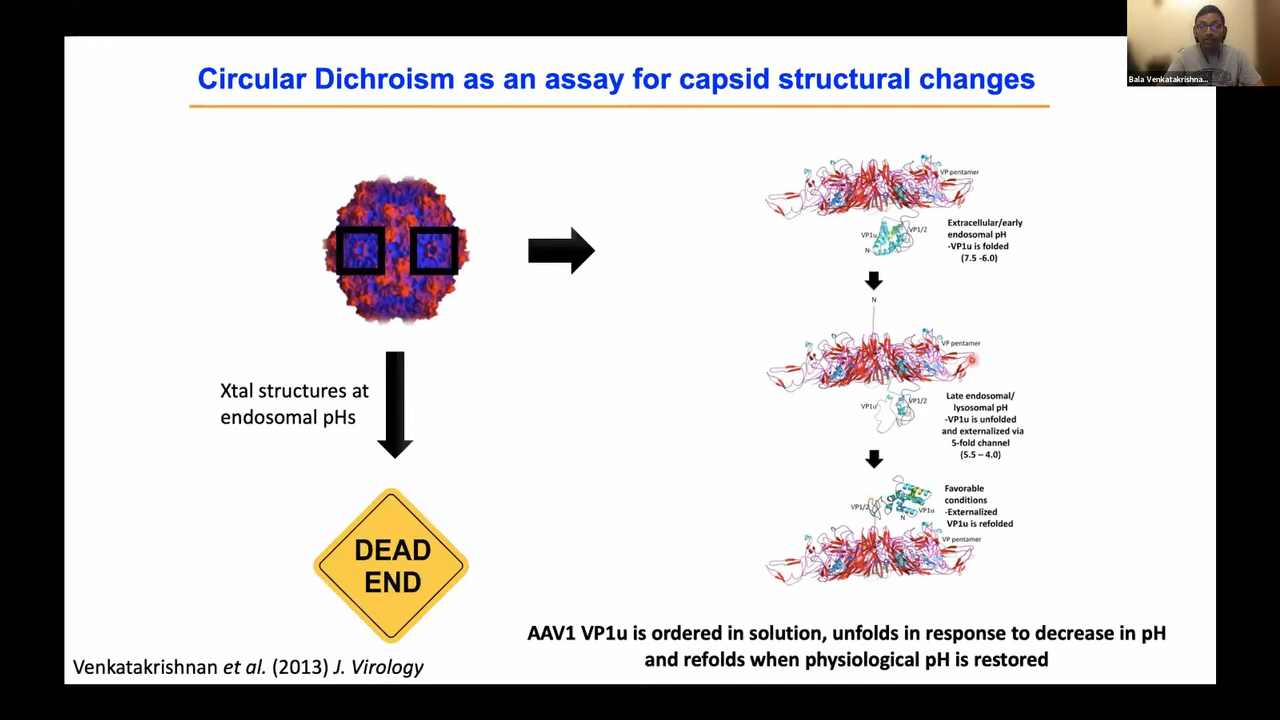 Circular Dichroism as an assay for capsid structural changes
Bala Venkatakrishna...
Xtal structures at
endosomal pHs
DEAD
END
Venkatakrishnan et al. (2013) J. Virology
VP pentamer
VP1u
VP1/2
N
Extracellular/early
endosomal pH
-VP1u is folded
(7.5 -6.0)
N
VP pentamer
VP1u
VP1/2
Late endosomal/
lysosomal pH
-VP1u is unfolded
and externalized via
5-fold channel
(5.5 – 4.0)
VP1/2
VP1u
N
Favorable
conditions
-Externalized
VP1u is refolded
VP pentamer
AAV1 VP1u is ordered in solution, unfolds in response to decrease in pH
and refolds when physiological pH is restored